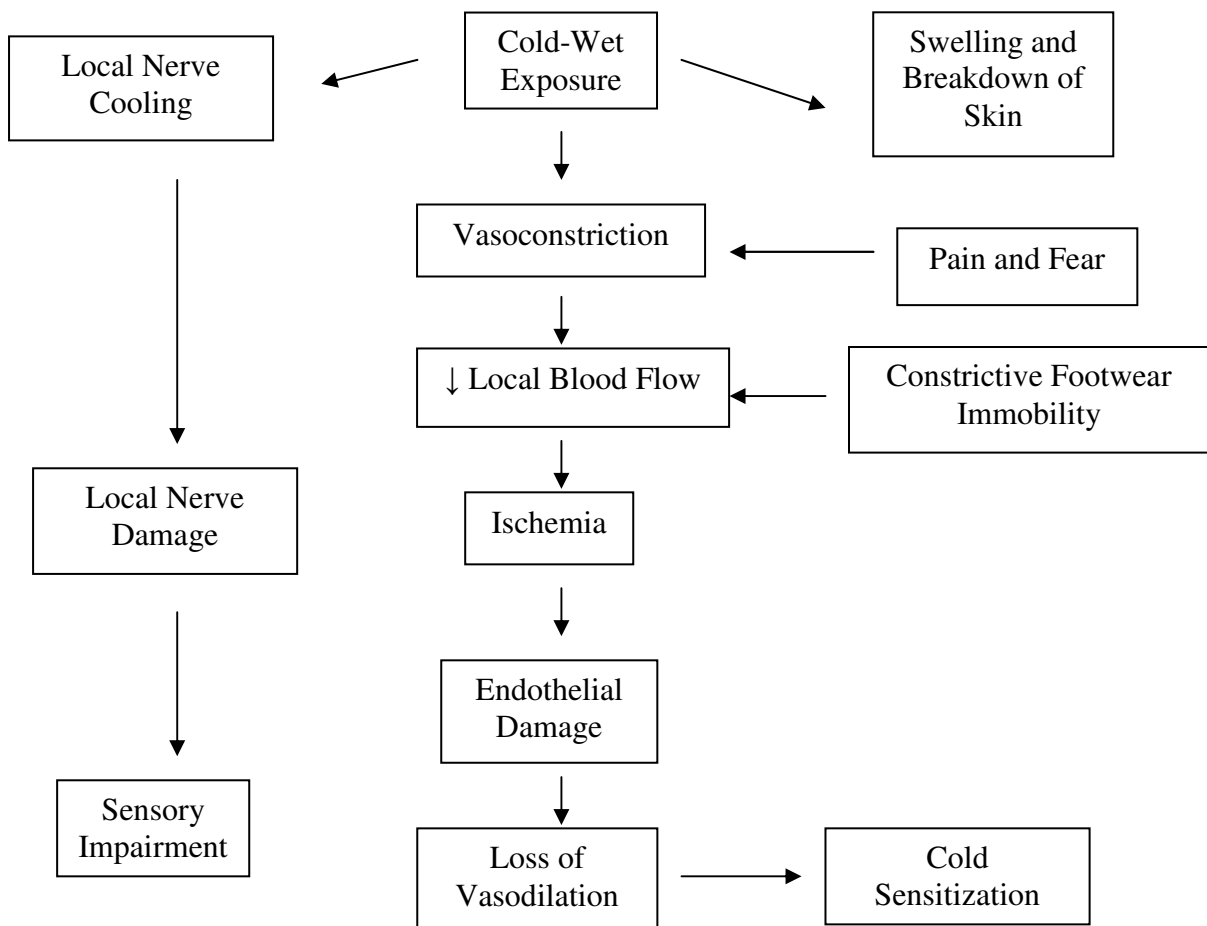 Local Nerve
Cooling
Cold-Wet
Exposure
Swelling and
Breakdown of
Skin
Vasoconstriction
Pain and Fear
↓ Local Blood Flow
Constrictive Footwear
Immobility
Local Nerve
Damage
Ischemia
Endothelial
Damage
Sensory
Impairment
Loss of
Vasodilation
Cold
Sensitization